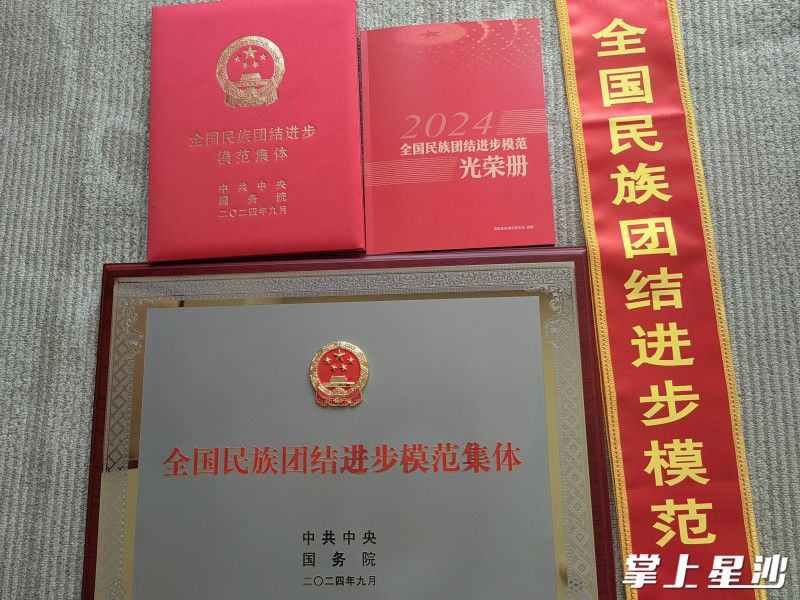 全国民族团结进步
模范集体
中共中央
国务院
二〇二四年九月
2024
全国民族团结进步模范
光荣册
全国民族团结进步模范
全国民族团结进步模范集体
中共中央
国务院
二〇二四年九月
掌上星沙